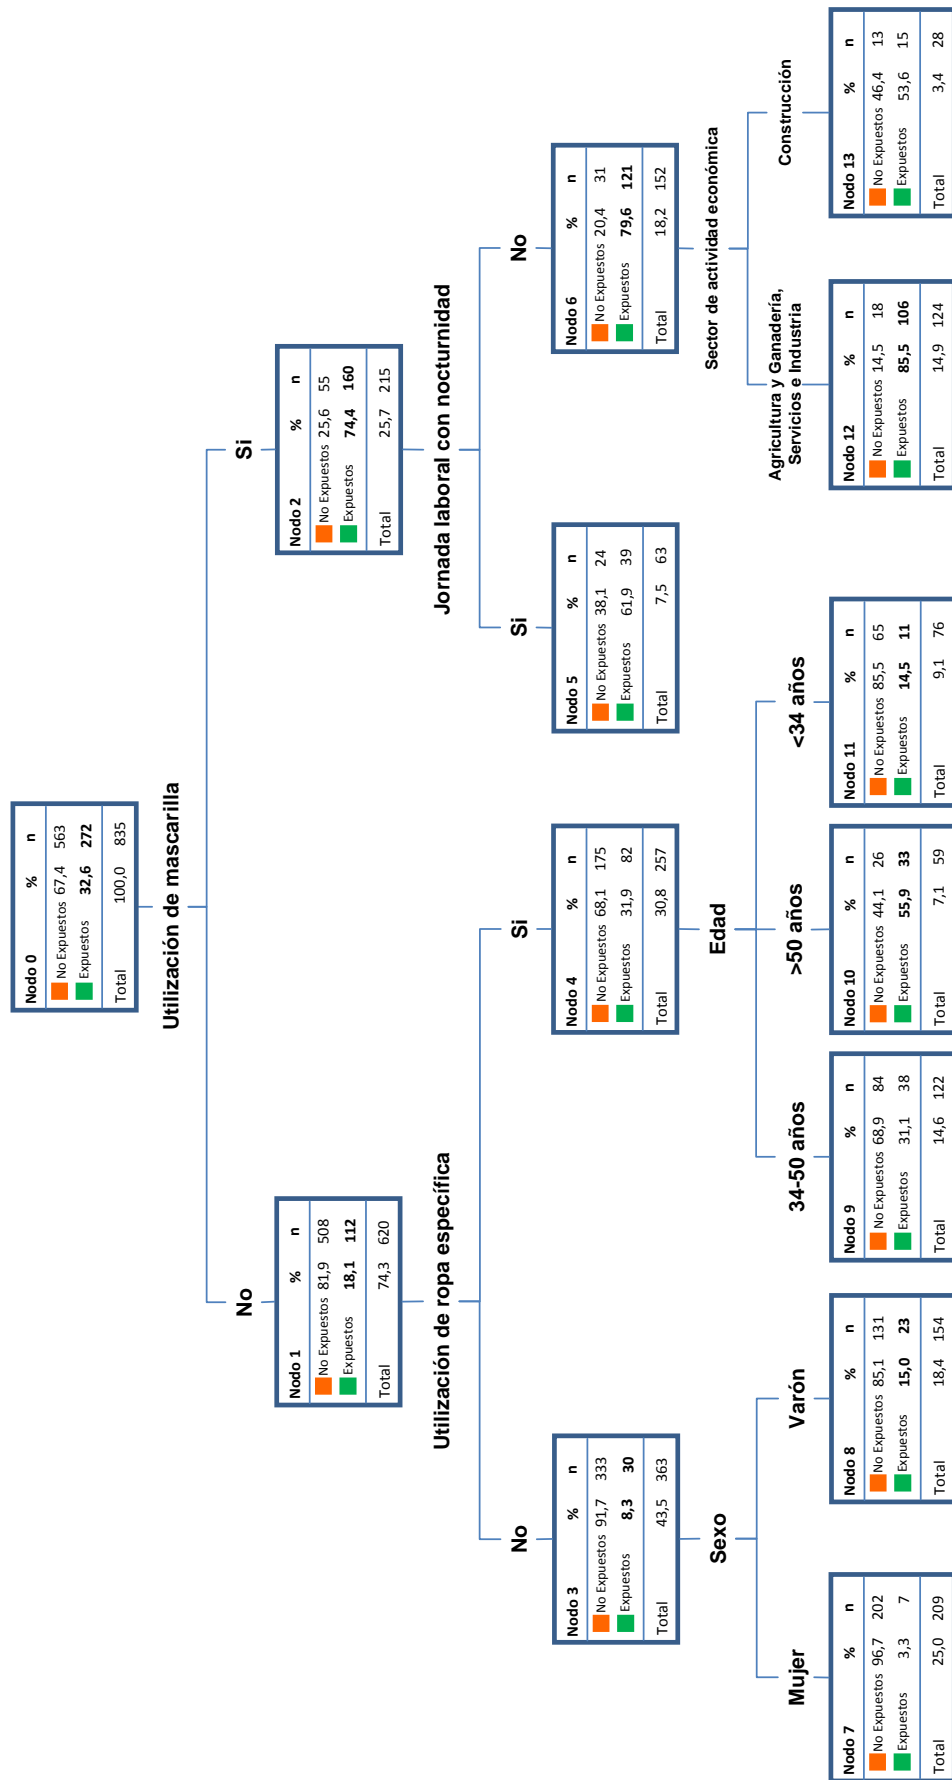 Nodo 0 % n
No Expuestos 67,4 563
Expuestos 32,6 272
Total 100,0 835
Utilización de mascarilla
No
Si
Nodo 1 % n
No Expuestos 81,9 508
Expuestos 18,1 112
Total 74,3 620
Nodo 2 % n
No Expuestos 25,6 55
Expuestos 74,4 160
Total 25,7 215
Utilización de ropa específica
Jornada laboral con nocturnidad
No
Si
Si
No
Nodo 3 % n
No Expuestos 91,7 333
Expuestos 8,3 30
Total 43,5 363
Nodo 4 % n
No Expuestos 68,1 175
Expuestos 31,9 82
Total 30,8 257
Nodo 5 % n
No Expuestos 38,1 24
Expuestos 61,9 39
Total 7,5 63
Nodo 6 % n
No Expuestos 20,4 31
Expuestos 79,6 121
Total 18,2 152
Sexo
Edad
Sector de actividad económica
Mujer
Varón
34-50 años
>50 años
<34 años
Agricultura y Ganadería,
Servicios e Industria
Construcción
Nodo 7 % n
No Expuestos 96,7 202
Expuestos 3,3 7
Total 25,0 209
Nodo 8 % n
No Expuestos 85,1 131
Expuestos 15,0 23
Total 18,4 154
Nodo 9 % n
No Expuestos 68,9 84
Expuestos 31,1 38
Total 14,6 122
Nodo 10 % n
No Expuestos 44,1 26
Expuestos 55,9 33
Total 7,1 59
Nodo 11 % n
No Expuestos 85,5 65
Expuestos 14,5 11
Total 9,1 76
Nodo 12 % n
No Expuestos 14,5 18
Expuestos 85,5 106
Total 14,9 124
Nodo 13 % n
No Expuestos 46,4 13
Expuestos 53,6 15
Total 3,4 28